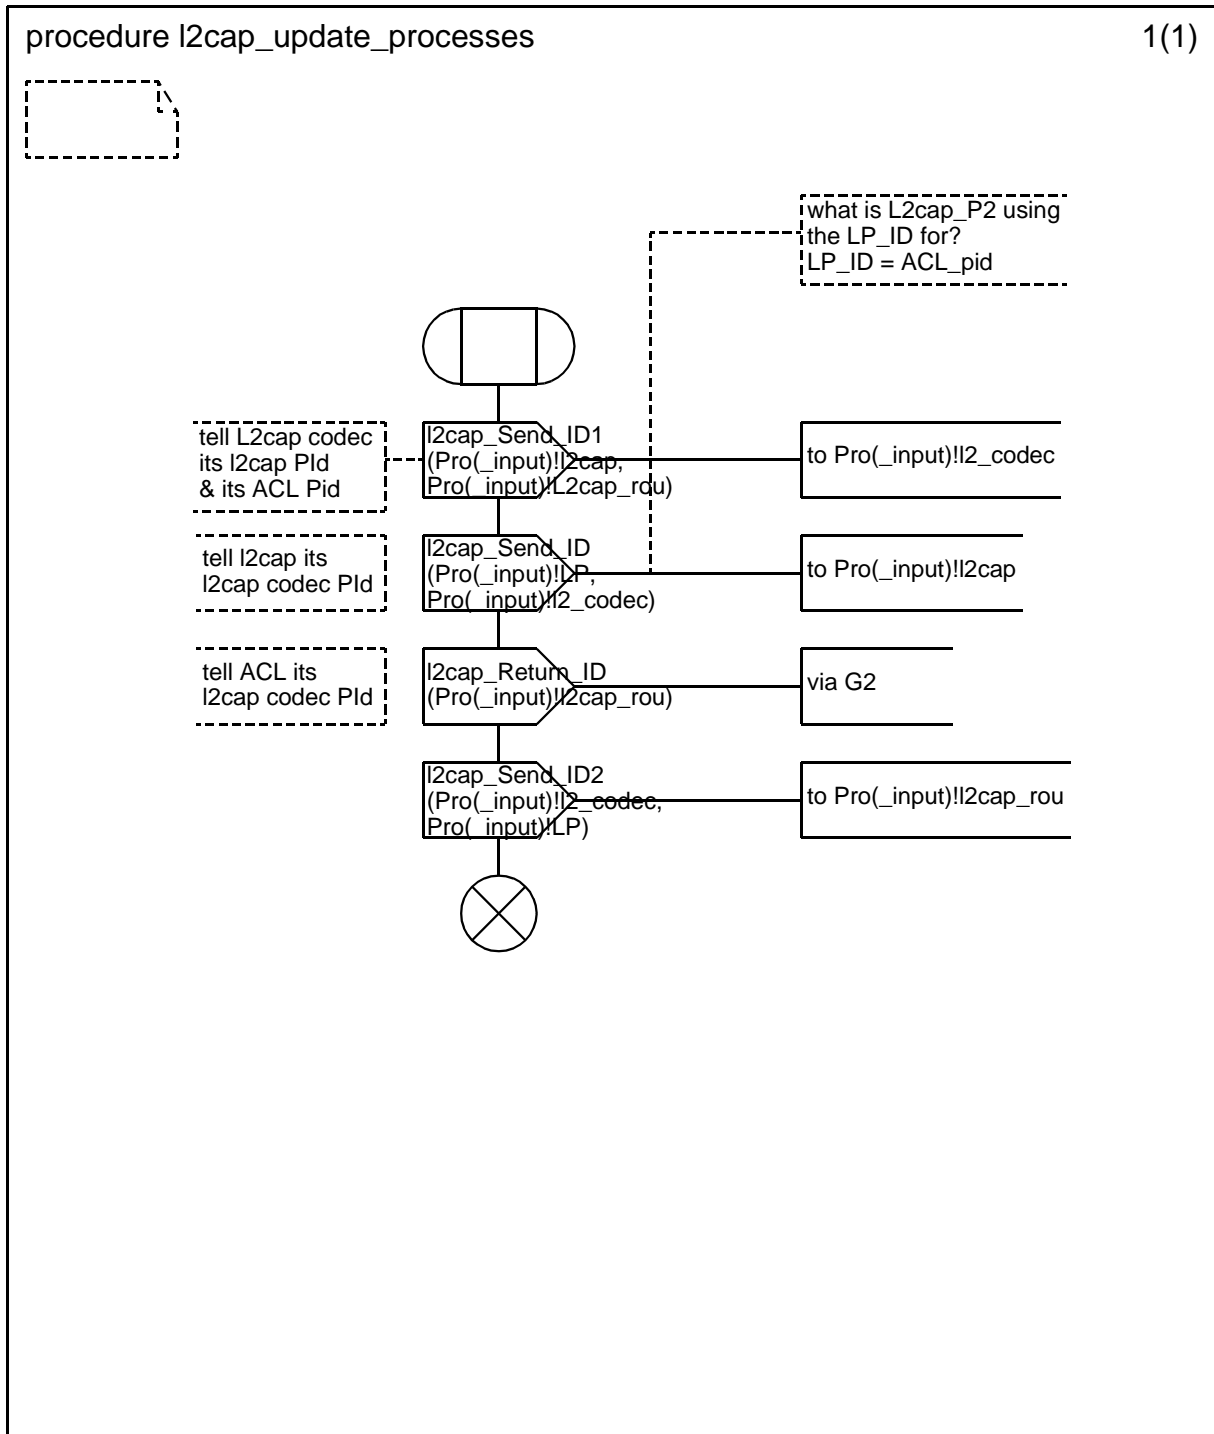 procedure l2cap_update_processes
1(1)
what is L2cap_P2 using
the LP_ID for?
LP_ID = ACL_pid
tell L2cap codec
its l2cap PId
& its ACL Pid
l2cap_Send_ID1
(Pro(_input)!l2cap,
Pro(_input)!L2cap_rou)
to Pro(_input)!l2_codec
tell l2cap its
l2cap codec PId
l2cap_Send_ID
(Pro(_input)!LP,
Pro(_input)!l2_codec)
to Pro(_input)!l2cap
tell ACL its
l2cap codec PId
l2cap_Return_ID
(Pro(_input)!l2cap_rou)
via G2
l2cap_Send_ID2
(Pro(_input)!l2_codec,
Pro(_input)!LP)
to Pro(_input)!l2cap_rou